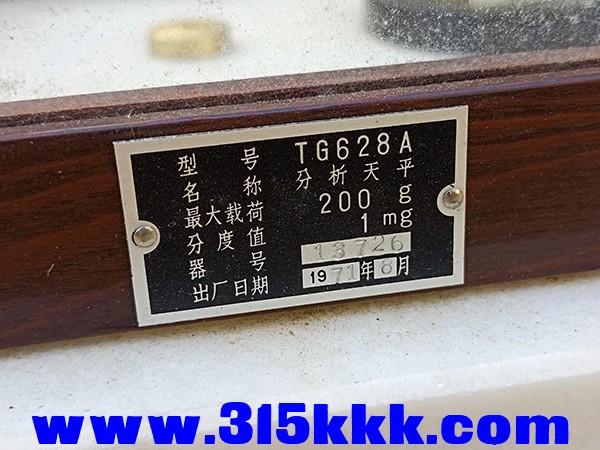 型号 TG628A
名称 分析天平
最大载荷 200 g
分度值 1 mg
器号 13726
出厂日期 1971年8月
www.315kkk.com